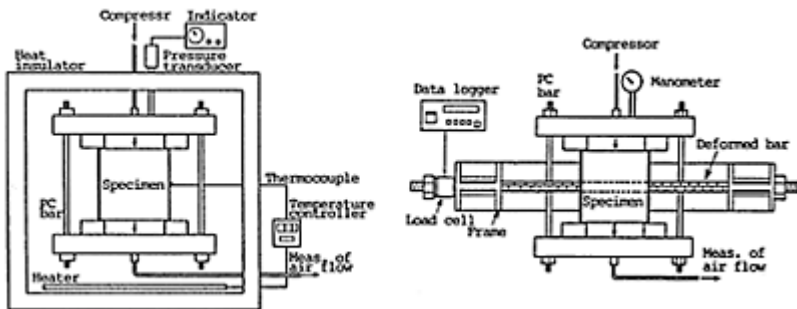 Compressr
Indicator
Heat
insulator
Pressure
transducer
Specimen
PC
bar
Thermocouple
Temperature
controller
Meas. of
air flow
Heater
Compressor
PC
bar
Manometer
Data logger
Deformed bar
Specimen
Load cell
Frame
Meas. of
air flow